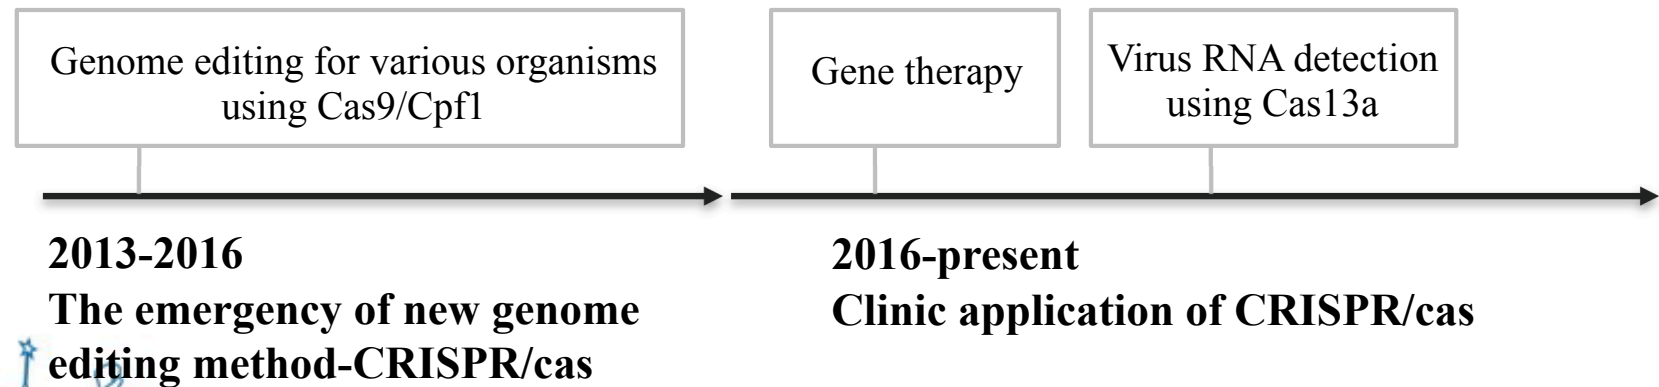 Genome editing for various organisms
using Cas9/Cpf1
Gene therapy
Virus RNA detection
using Cas13a
2013-2016
The emergency of new genome
editing method-CRISPR/cas
2016-present
Clinic application of CRISPR/cas